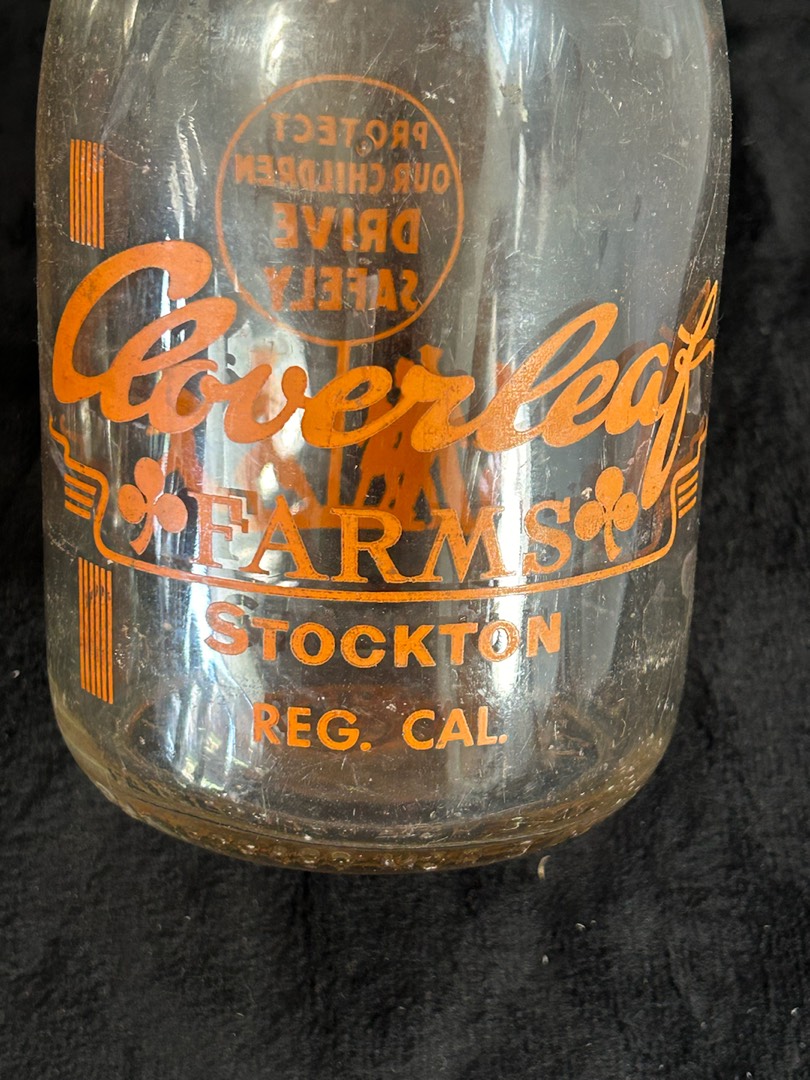 Cloverleaf
FARMS
STOCKTON
REG. CAL.
PROTECT
OUR CHILDREN
DRIVE
SAFELY